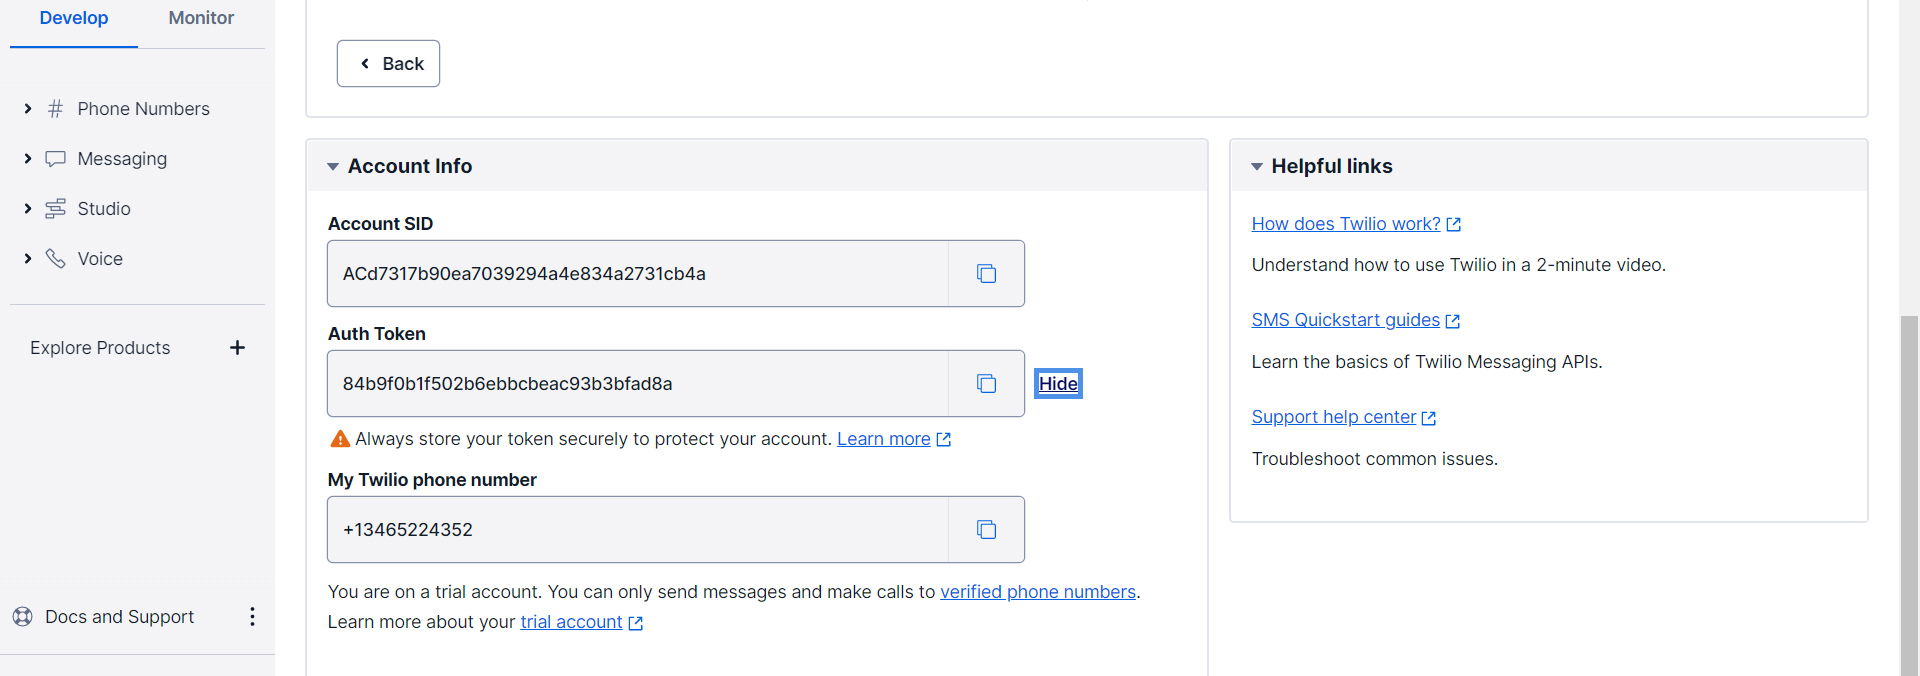 Develop
Monitor
Phone Numbers
Messaging
Studio
Voice
Explore Products
Docs and Support
Back
Account Info
Account SID
ACd7317b90ea7039294a4e834a2731cb4a
Auth Token
84b9f0b1f502b6ebbcbeac93b3bfad8a
Hide
Always store your token securely to protect your account. Learn more
My Twilio phone number
+13465224352
You are on a trial account. You can only send messages and make calls to verified phone numbers.
Learn more about your trial account
Helpful links
How does Twilio work?
Understand how to use Twilio in a 2-minute video.
SMS Quickstart guides
Learn the basics of Twilio Messaging APIs.
Support help center
Troubleshoot common issues.